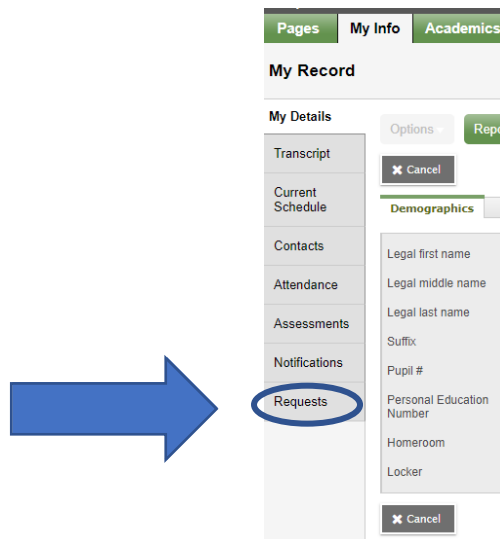 Pages My Info Academics
My Record
My Details
Options
✖ Cancel
Transcript
Current
Schedule
Demographics
Contacts
Legal first name
Attendance
Legal middle name
Legal last name
Assessments
Suffix
Notifications
Pupil #
Requests
Personal Education
Number
Homeroom
Locker
✖ Cancel